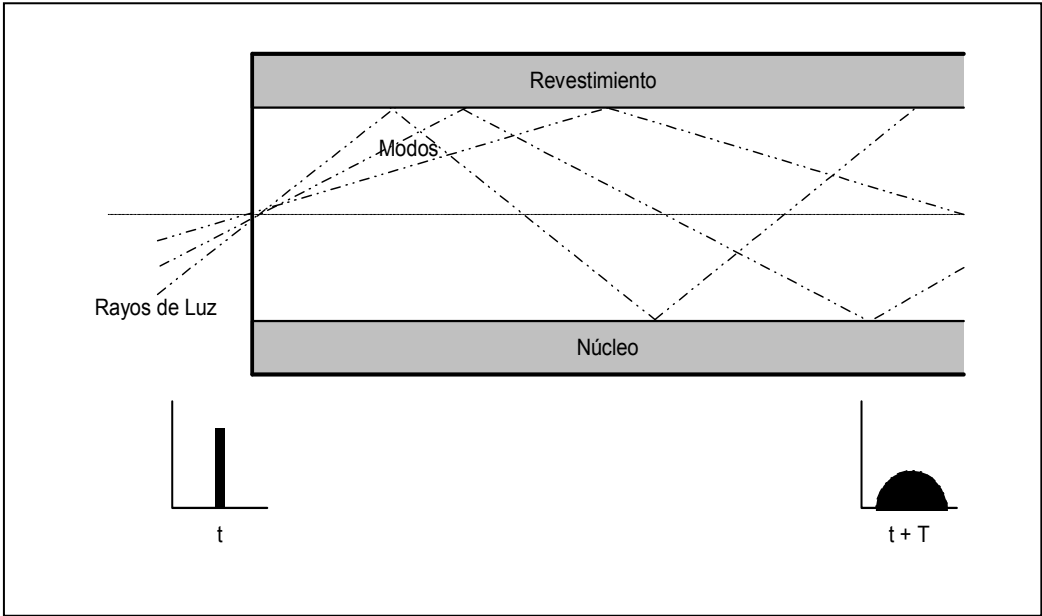 Revestimiento
Modos
Rayos de Luz
Núcleo
t
t + T